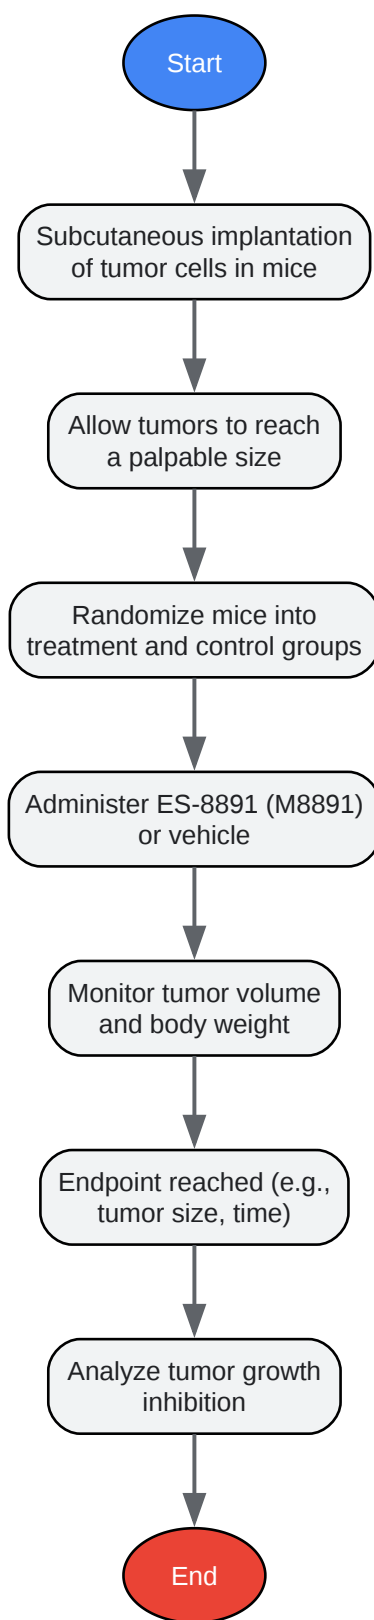 Start
Subcutaneous implantation
of tumor cells in mice
Allow tumors to reach
a palpable size
Randomize mice into
treatment and control groups
Administer ES-8891 (M8891)
or vehicle
Monitor tumor volume
and body weight
Endpoint reached (e.g.,
tumor size, time)
Analyze tumor growth
inhibition
End